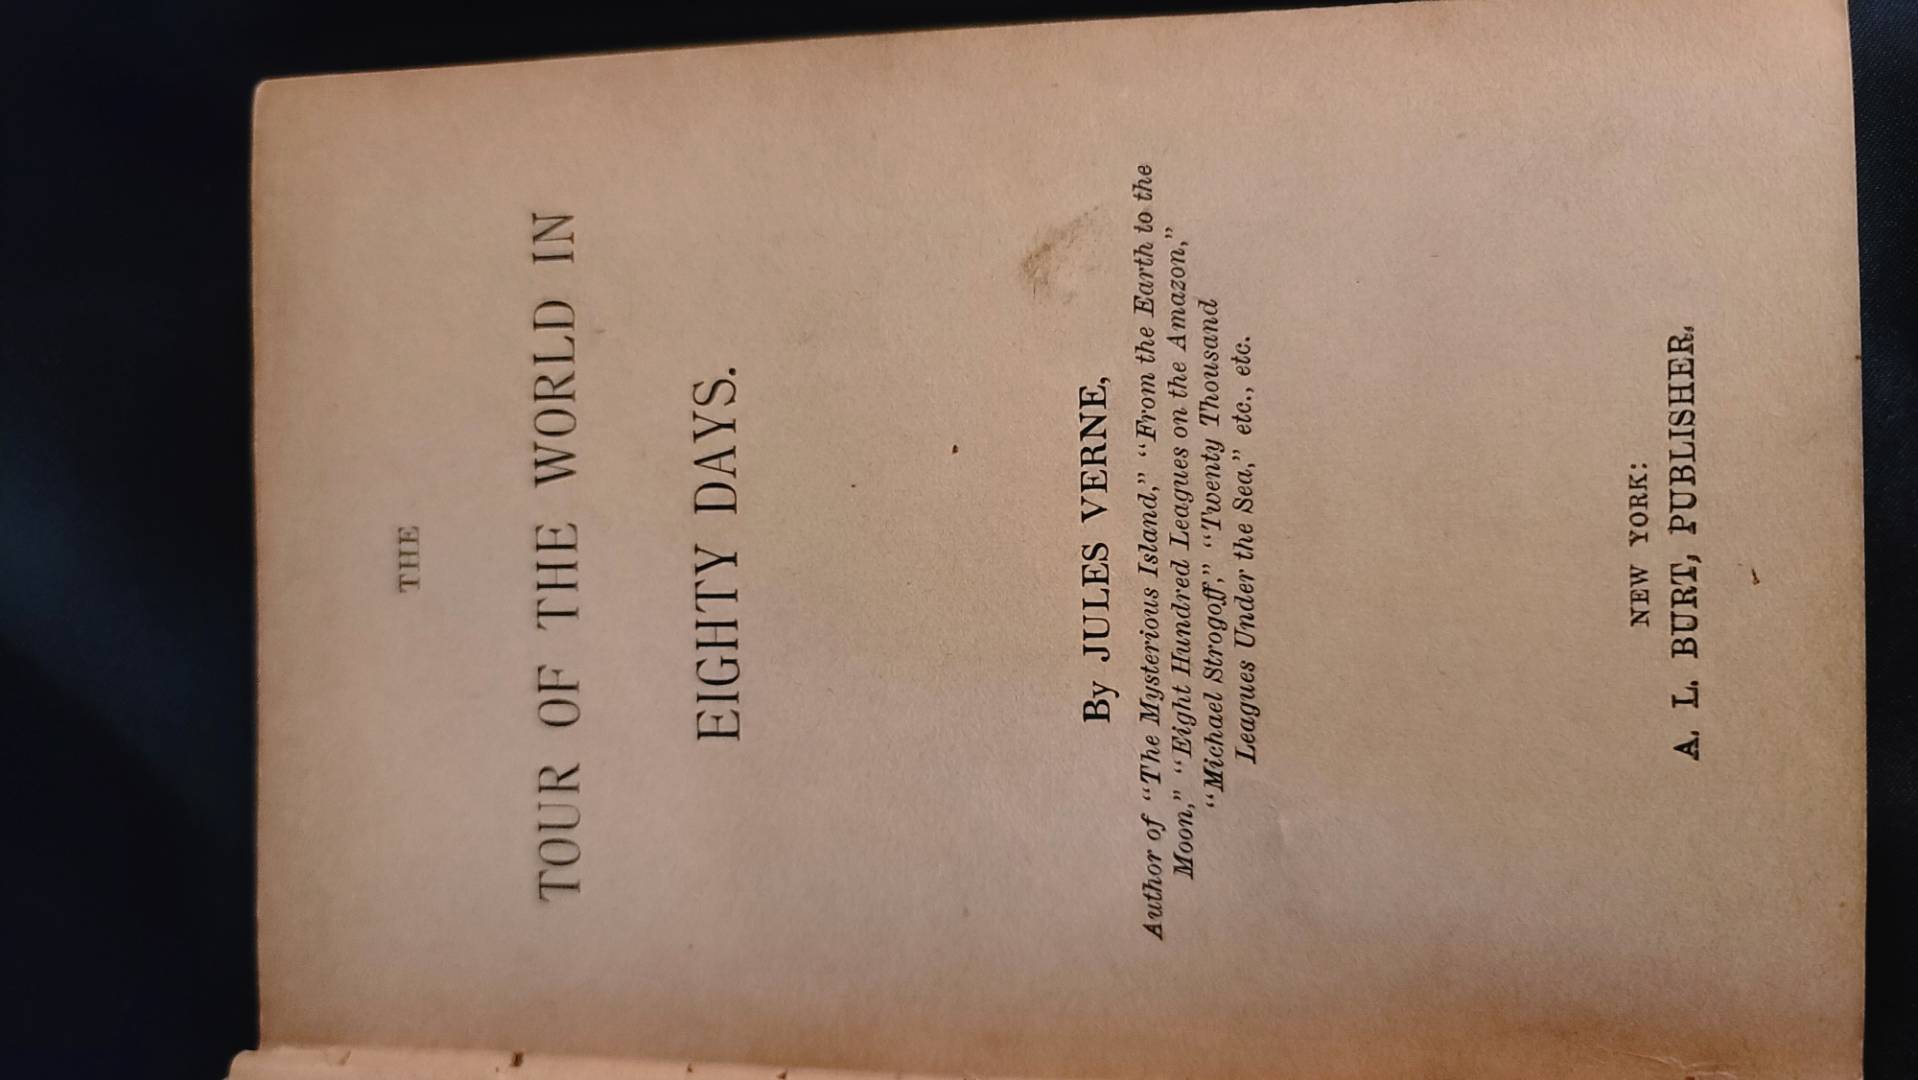 THE
TOUR OF THE WORLD IN
EIGHTY DAYS.
By JULES VERNE,
Author of "The Mysterious Island," "From the Earth to the
Moon," "Eight Hundred Leagues on the Amazon,"
"Michael Strogoff," "Twenty Thousand
Leagues Under the Sea," etc., etc.
NEW YORK:
A. L. BURT, PUBLISHER.